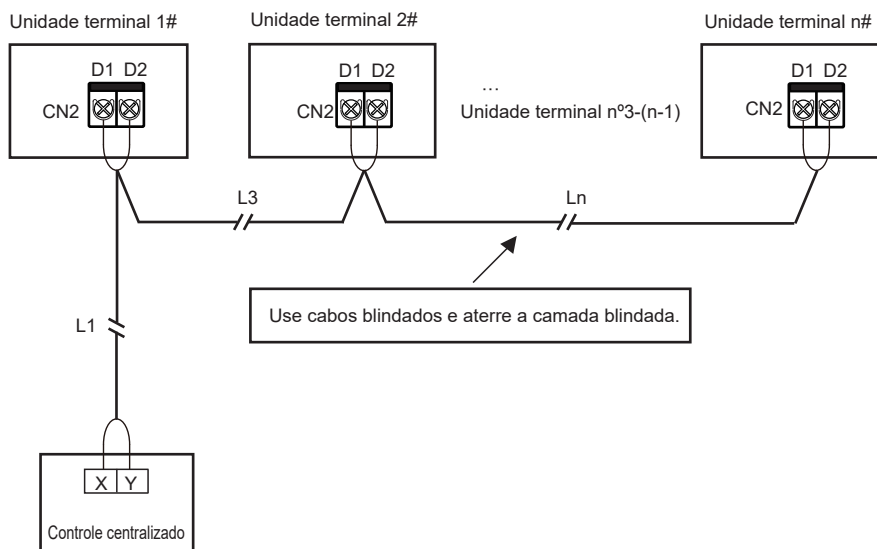 Unidade terminal 1#
Unidade terminal 2#
Unidade terminal n#
D1 D2
CN2
D1 D2
CN2
...
Unidade terminal nº3-(n-1)
D1 D2
CN2
L3
Ln
Use cabos blindados e aterre a camada blindada.
L1
X Y
Controle centralizado